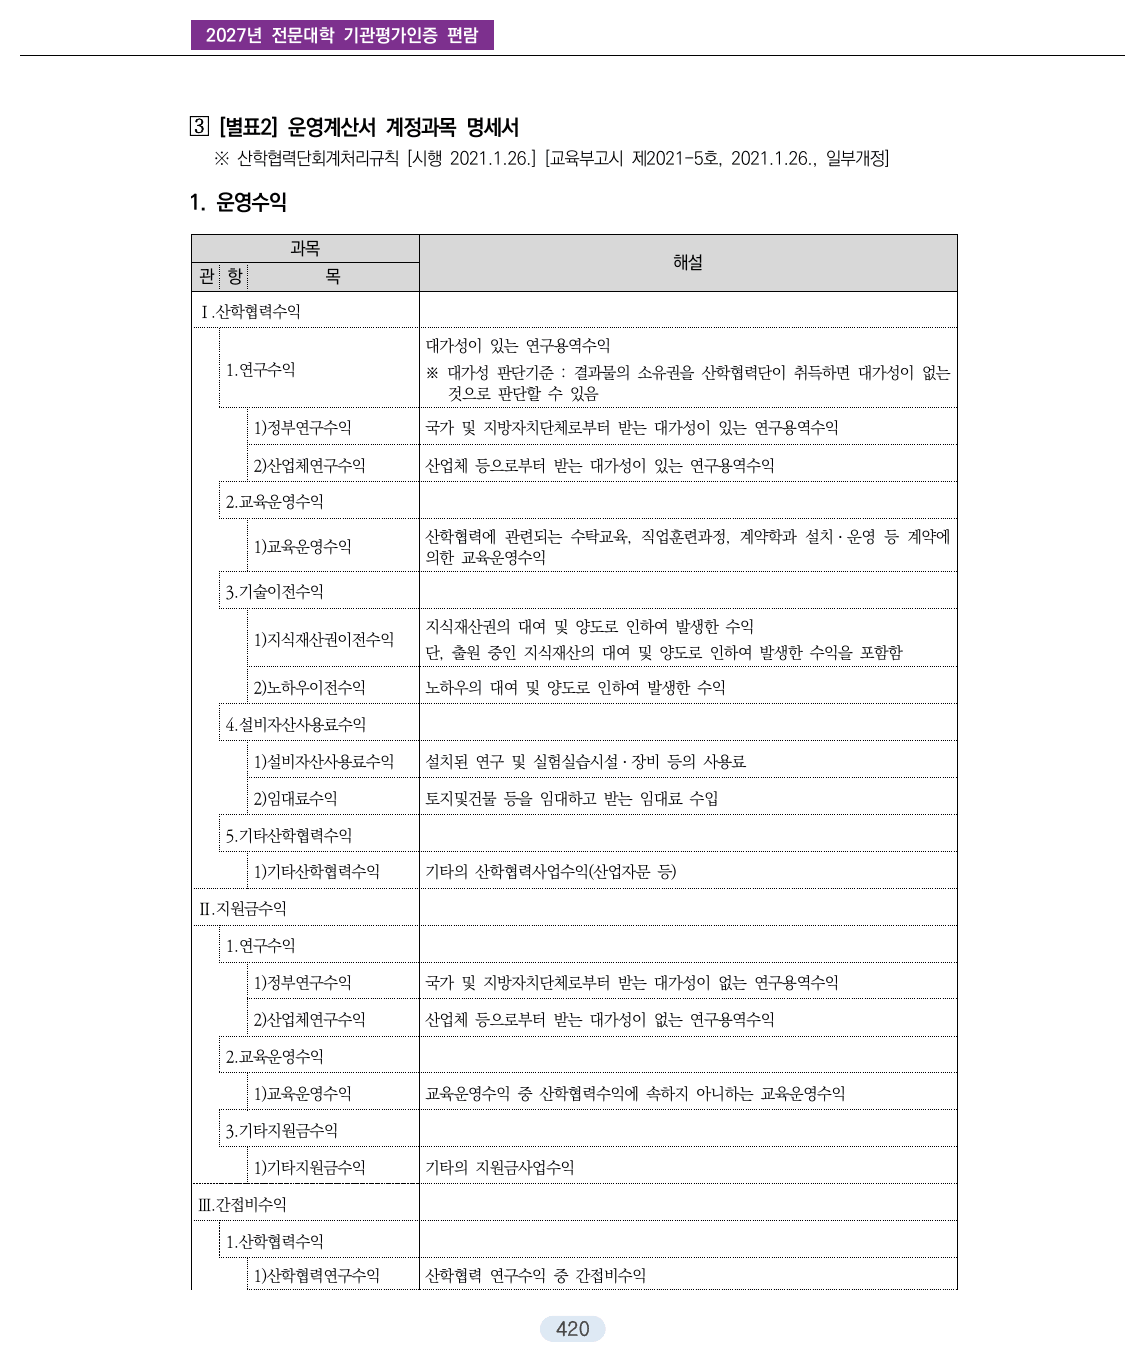 2027년 전문대학 기관평가인증 편람
3 [별표2] 운영계산서 계정과목 명세서
※ 산학협력단회계처리규칙 [시행 2021.1.26.] [교육부고시 제2021-5호, 2021.1.26., 일부개정]
1. 운영수익
과목
해설
관 항 목
Ⅰ.산학협력수익
1.연구수익
대가성이 있는 연구용역수익
※ 대가성 판단기준 : 결과물의 소유권을 산학협력단이 취득하면 대가성이 없는
것으로 판단할 수 있음
1)정부연구수익 국가 및 지방자치단체로부터 받는 대가성이 있는 연구용역수익
2)산업체연구수익 산업체 등으로부터 받는 대가성이 있는 연구용역수익
2.교육운영수익
1)교육운영수익
산학협력에 관련되는 수탁교육, 직업훈련과정, 계약학과 설치·운영 등 계약에
의한 교육운영수익
3.기술이전수익
1)지식재산권이전수익
지식재산권의 대여 및 양도로 인하여 발생한 수익
단, 출원 중인 지식재산의 대여 및 양도로 인하여 발생한 수익을 포함함
2)노하우이전수익 노하우의 대여 및 양도로 인하여 발생한 수익
4.설비자산사용료수익
1)설비자산사용료수익 설치된 연구 및 실험실습시설·장비 등의 사용료
2)임대료수익 토지및건물 등을 임대하고 받는 임대료 수입
5.기타산학협력수익
1)기타산학협력수익 기타의 산학협력사업수익(산업자문 등)
Ⅱ.지원금수익
1.연구수익
1)정부연구수익 국가 및 지방자치단체로부터 받는 대가성이 없는 연구용역수익
2)산업체연구수익 산업체 등으로부터 받는 대가성이 없는 연구용역수익
2.교육운영수익
1)교육운영수익 교육운영수익 중 산학협력수익에 속하지 아니하는 교육운영수익
3.기타지원금수익
1)기타지원금수익 기타의 지원금사업수익
Ⅲ.간접비수익
1.산학협력수익
1)산학협력연구수익 산학협력 연구수익 중 간접비수익
420